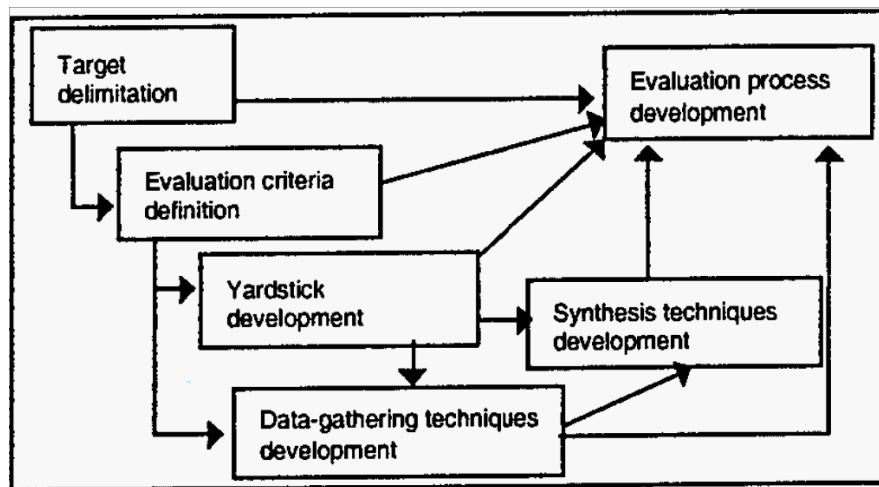 Target
delimitation
Evaluation process
development
Evaluation criteria
definition
Yardstick
development
Synthesis techniques
development
Data-gathering techniques
development